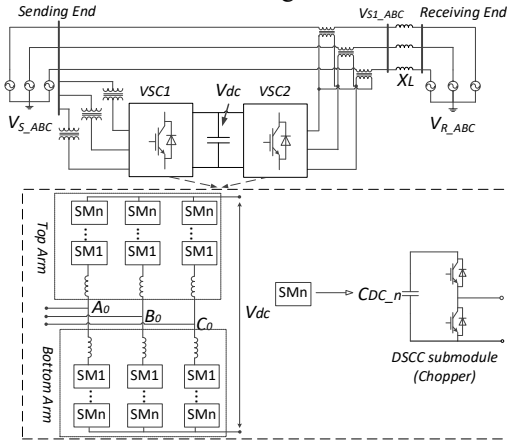 Sending End
VS1_ABC
Receiving End
VSC1
Vdc
VSC2
XL
VS_ABC
VR_ABC
Top Arm
SMn
SMn
SMn
SM1
SM1
SM1
A0
B0
C0
Vdc
SMn
CDC_n
Bottom Arm
SM1
SM1
SM1
SMn
SMn
SMn
DSCC submodule
(Chopper)